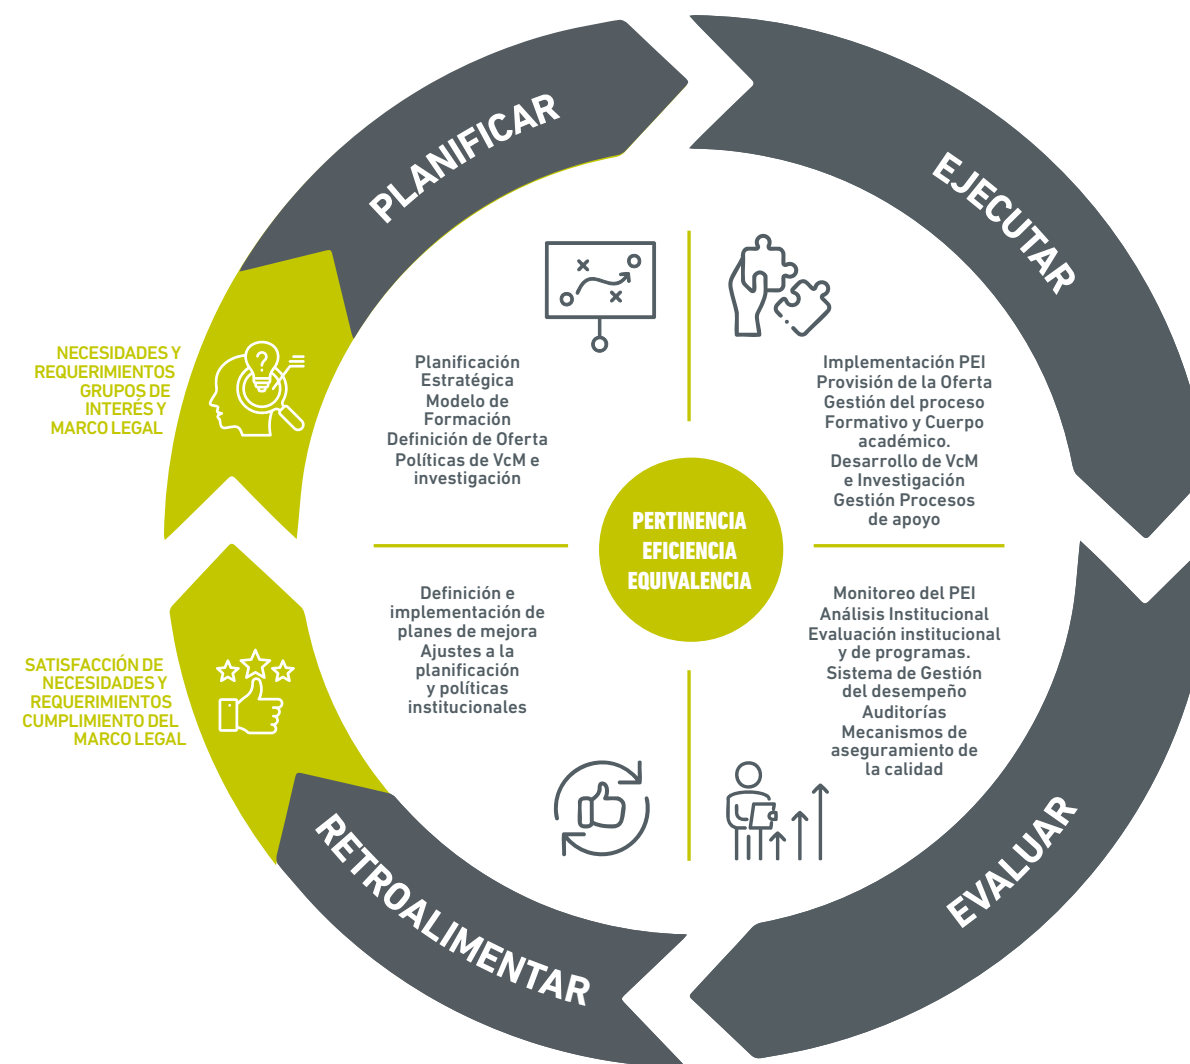 PLANIFICAR
EJECUTAR
NECESIDADES Y
REQUERIMIENTOS
GRUPOS DE
INTERÉS Y
MARCO LEGAL
?
Planificación
Estratégica
Modelo de
Formación
Definición de Oferta
Políticas de VcM e
investigación
Implementación PEI
Provisión de la Oferta
Gestión del proceso
Formativo y Cuerpo
académico.
Desarrollo de VcM
e Investigación
Gestión Procesos
de apoyo
PERTINENCIA
EFICIENCIA
EQUIVALENCIA
Definición e
implementación de
planes de mejora
Ajustes a la
planificación
y políticas
institucionales
Monitoreo del PEI
Análisis Institucional
Evaluación institucional
y de programas.
Sistema de Gestión
del desempeño
Auditorías
Mecanismos de
aseguramiento de
la calidad
SATISFACCIÓN DE
NECESIDADES Y
REQUERIMIENTOS
CUMPLIMIENTO DEL
MARCO LEGAL
RETROALIMENTAR
EVALUAR